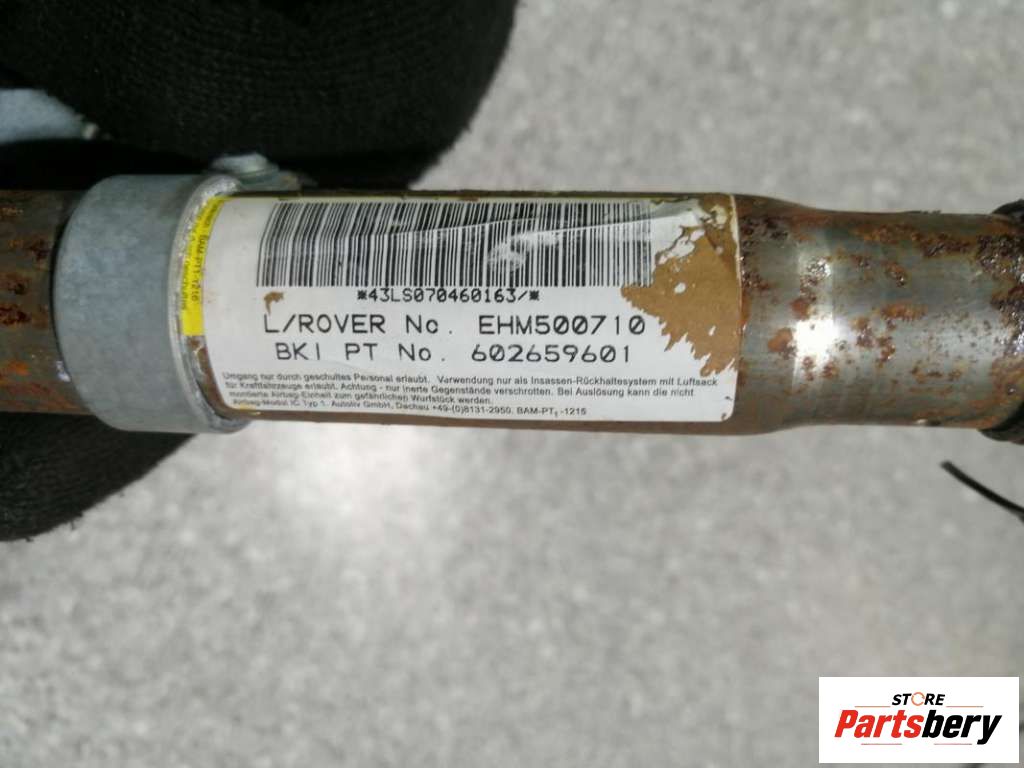 *43LS070460163/*
L/ROVER No. EHM500710
BKI PT No. 602659601
Umgang nur durch geschultes Personal erlaubt. Verwendung nur als Insassen-Rückhaltesystem mit Luftsack
für Kraftfahrzeuge erlaubt. Achtung - nur inerte Gegenstände verschrotten. Bei Auslösung kann die nicht
montierte Airbag-Einheit zum gefährlichen Wurfstück werden.
Airbag-Modul IC Typ 1. Autoliv GmbH, Dachau +49-(0)8131-2950. BAM-PT1-1215
STORE
Partsbery